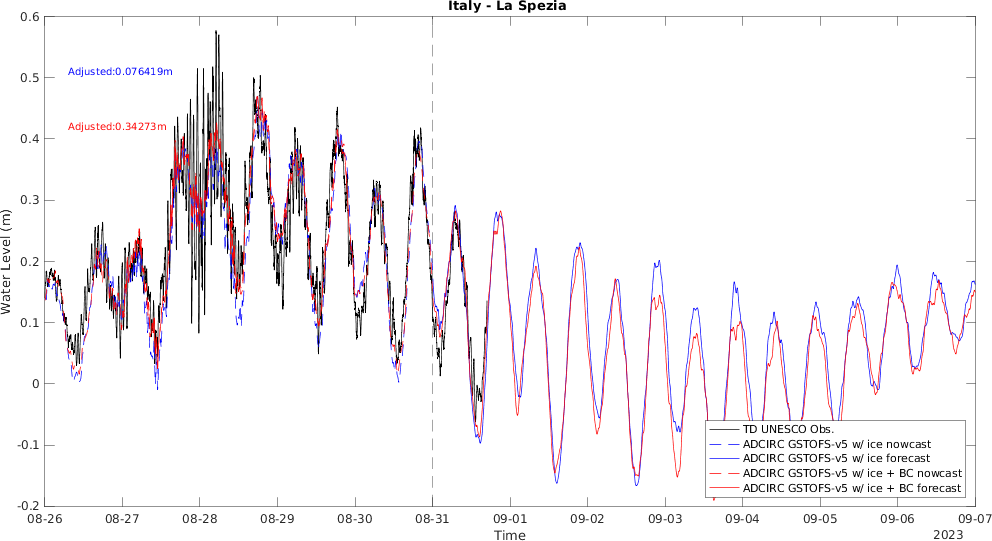 Italy - La Spezia
Water Level (m)
0.6
0.5
0.4
0.3
0.2
0.1
0
-0.1
-0.2
Adjusted:0.076419m
Adjusted:0.34273m
TD UNESCO Obs.
ADCIRC GSTOFS-v5 w/ ice nowcast
ADCIRC GSTOFS-v5 w/ ice forecast
ADCIRC GSTOFS-v5 w/ ice + BC nowcast
ADCIRC GSTOFS-v5 w/ ice + BC forecast
08-26 08-27 08-28 08-29 08-30 08-31 09-01 09-02 09-03 09-04 09-05 09-06 09-07
Time
2023